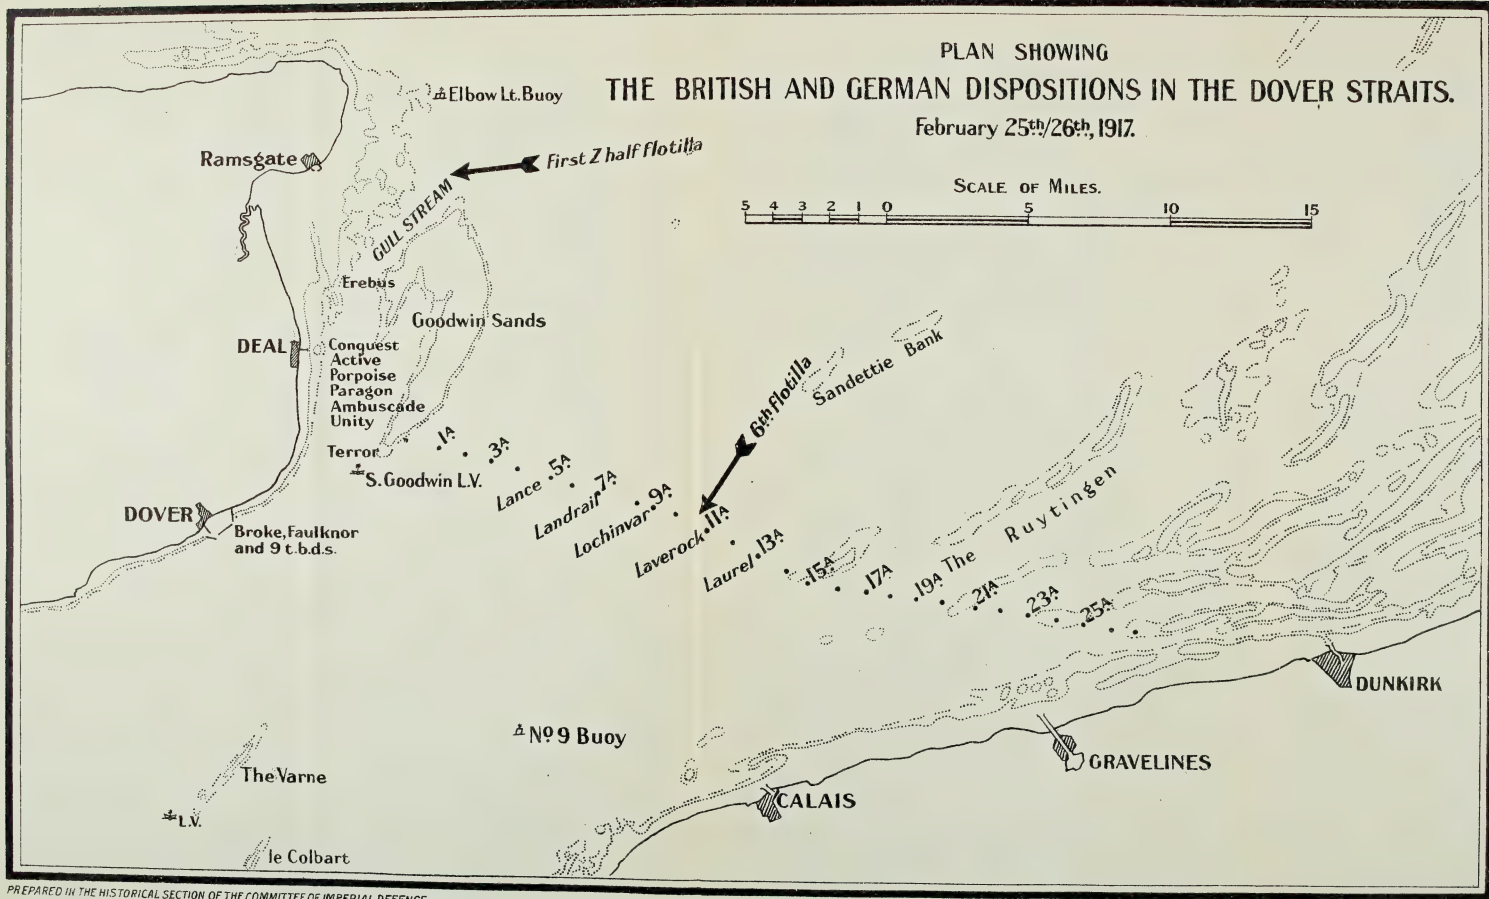 PLAN SHOWING
THE BRITISH AND GERMAN DISPOSITIONS IN THE DOVER STRAITS.
February 25th/26th, 1917.
SCALE OF MILES.
5 4 3 2 1 0 5 10 15
Elbow Lt. Buoy
First Z half flotilla
Ramsgate
GULL STREAM
Erebus
Goodwin Sands
DEAL
Conquest
Active
Porpoise
Paragon
Ambuscade
Unity
Terror
S. Goodwin L.V.
DOVER
Broke, Faulknor
and 9 t.b.d.s.
6th flotilla
Sandettie Bank
1A
3A
Lance 5A
Landrail 7A
Lochinvar 9A
Laverock 11A
Laurel 13A
15A
17A
19A
21A
23A
25A
The Ruytingen
DUNKIRK
GRAVELINES
CALAIS
No 9 Buoy
The Varne
L.V.
le Colbart
PREPARED IN THE HISTORICAL SECTION OF THE COMMITTEE OF IMPERIAL DEFENCE